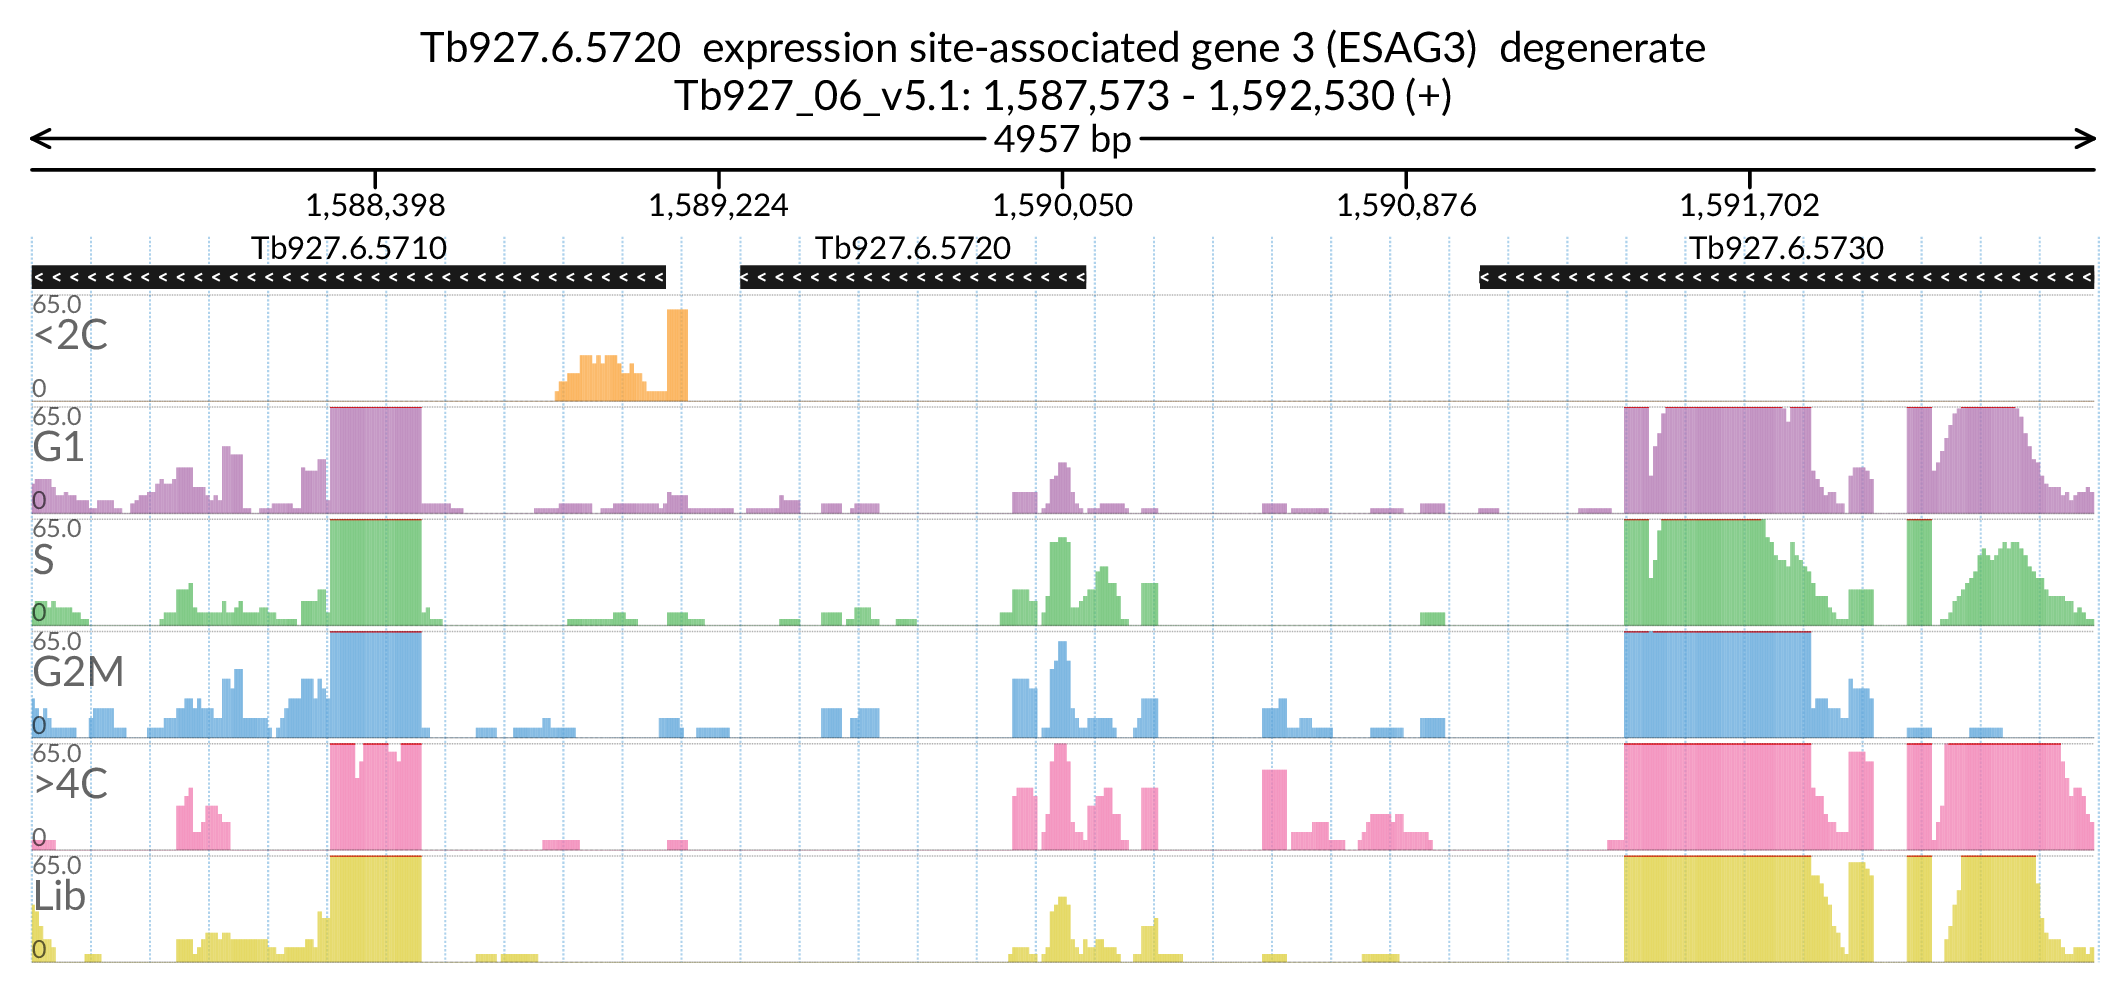 Tb927.6.5720 expression site-associated gene 3 (ESAG3) degenerate
Tb927_06_v5.1: 1,587,573 - 1,592,530 (+)
4957 bp
1,588,398 1,589,224 1,590,050 1,590,876 1,591,702
Tb927.6.5710 Tb927.6.5720 Tb927.6.5730
65.0
<2C
0
65.0
G1
0
65.0
S
0
65.0
G2M
0
65.0
>4C
0
65.0
Lib
0